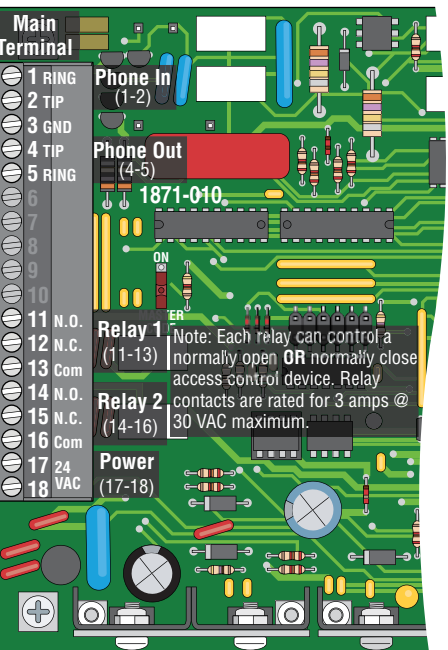 Main
Terminal
1 RING
2 TIP
3 GND
4 TIP
5 RING
6
7
8
9
10
11 N.O.
12 N.C.
13 Com
14 N.O.
15 N.C.
16 Com
17 24
18 VAC
Phone In
(1-2)
Phone Out
(4-5)
1871-010
ON
Relay 1
(11-13)
Note: Each relay can control a
normally open OR normally close
access control device. Relay
contacts are rated for 3 amps @
30 VAC maximum.
Relay 2
(14-16)
Power
(17-18)